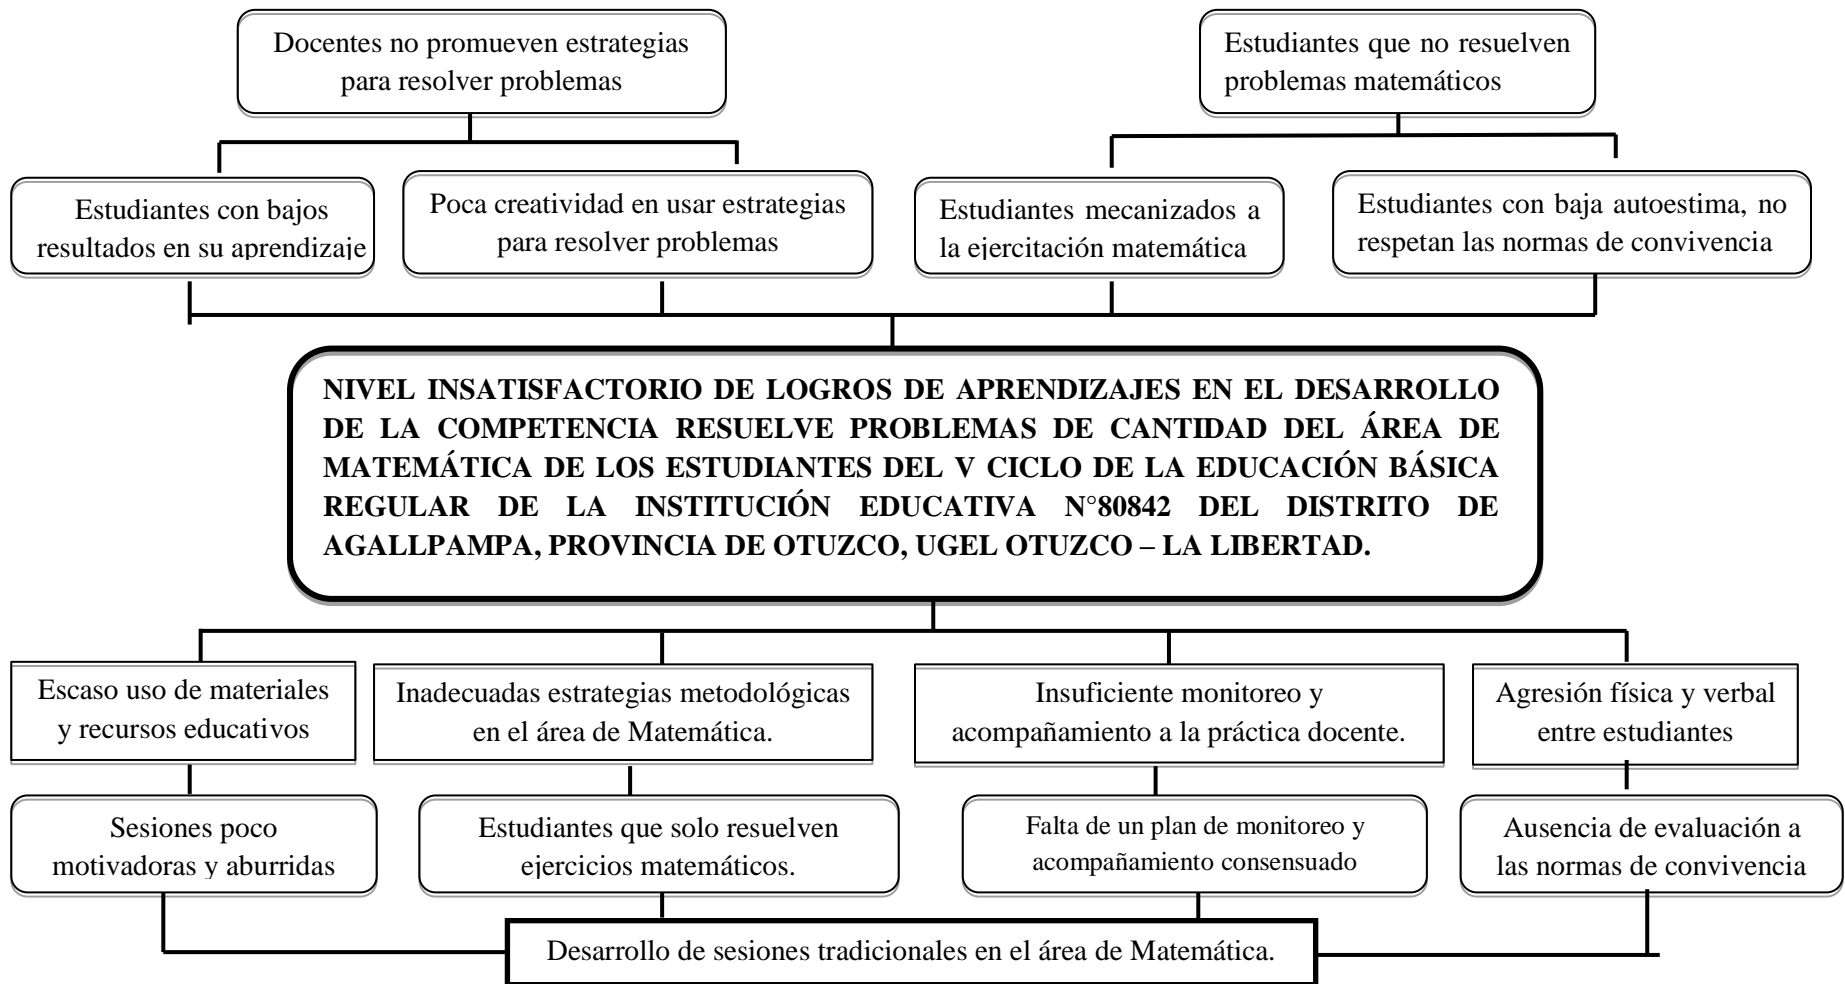 Docentes no promueven estrategias
para resolver problemas
Estudiantes que no resuelven
problemas matemáticos
Estudiantes con bajos
resultados en su aprendizaje
Poca creatividad en usar estrategias
para resolver problemas
Estudiantes mecanizados a
la ejercitación matemática
Estudiantes con baja autoestima, no
respetan las normas de convivencia
NIVEL INSATISFACTORIO DE LOGROS DE APRENDIZAJES EN EL DESARROLLO
DE LA COMPETENCIA RESUELVE PROBLEMAS DE CANTIDAD DEL ÁREA DE
MATEMÁTICA DE LOS ESTUDIANTES DEL V CICLO DE LA EDUCACIÓN BÁSICA
REGULAR DE LA INSTITUCIÓN EDUCATIVA N°80842 DEL DISTRITO DE
AGALLPAMPA, PROVINCIA DE OTUZCO, UGEL OTUZCO – LA LIBERTAD.
Escaso uso de materiales
y recursos educativos
Inadecuadas estrategias metodológicas
en el área de Matemática.
Insuficiente monitoreo y
acompañamiento a la práctica docente.
Agresión física y verbal
entre estudiantes
Sesiones poco
motivadoras y aburridas
Estudiantes que solo resuelven
ejercicios matemáticos.
Falta de un plan de monitoreo y
acompañamiento consensuado
Ausencia de evaluación a
las normas de convivencia
Desarrollo de sesiones tradicionales en el área de Matemática.